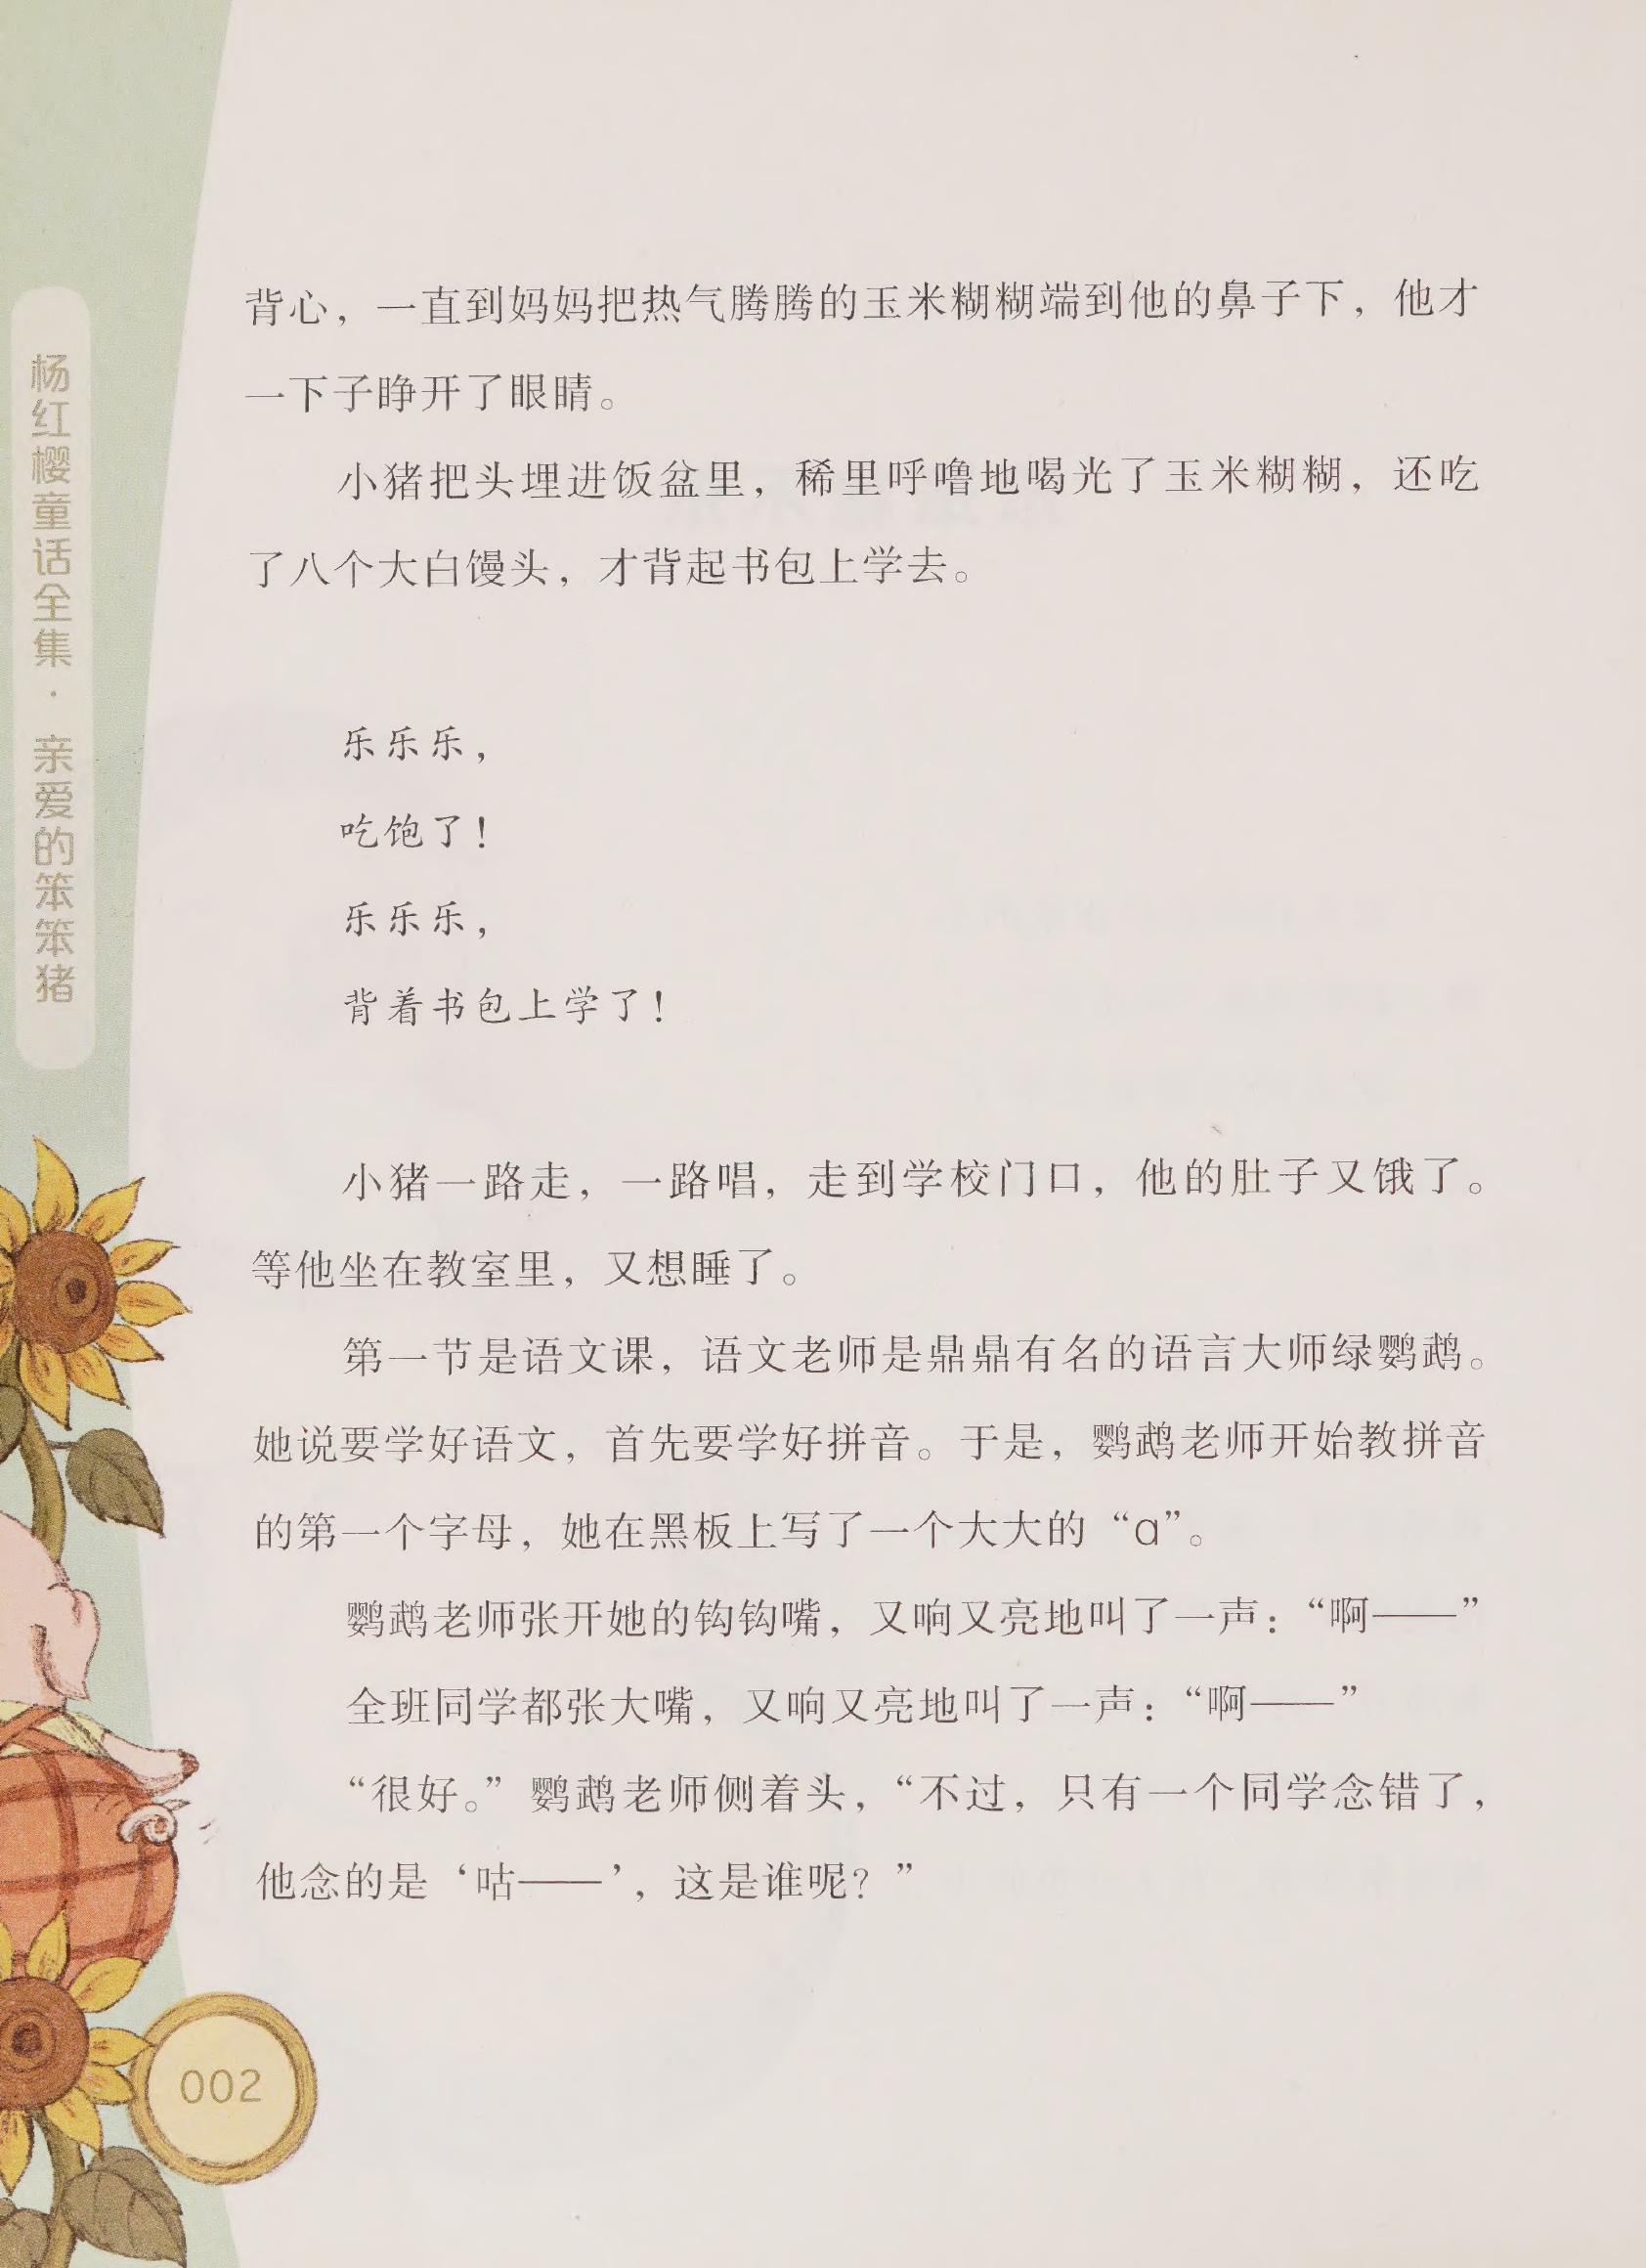 杨红樱童话全集·亲爱的笨笨猪
背心，一直到妈妈把热气腾腾的玉米糊糊端到他的鼻子下，他才
一下子睁开了眼睛。
小猪把头埋进饭盆里，稀里呼噜地喝光了玉米糊糊，还吃
了八个大白馒头，才背起书包上学去。
乐乐乐，
吃饱了！
乐乐乐，
背着书包上学了！
小猪一路走，一路唱，走到学校门口，他的肚子又饿了。
等他坐在教室里，又想睡了。
第一节是语文课，语文老师是鼎鼎有名的语言大师绿鹦鹉。
她说要学好语文，首先要学好拼音。于是，鹦鹉老师开始教拼音
的第一个字母，她在黑板上写了一个大大的“ɑ”。
鹦鹉老师张开她的钩钩嘴，又响又亮地叫了一声：“啊——”
全班同学都张大嘴，又响又亮地叫了一声：“啊——”
“很好。”鹦鹉老师侧着头，“不过，只有一个同学念错了，
他念的是‘咕——’，这是谁呢？”
002